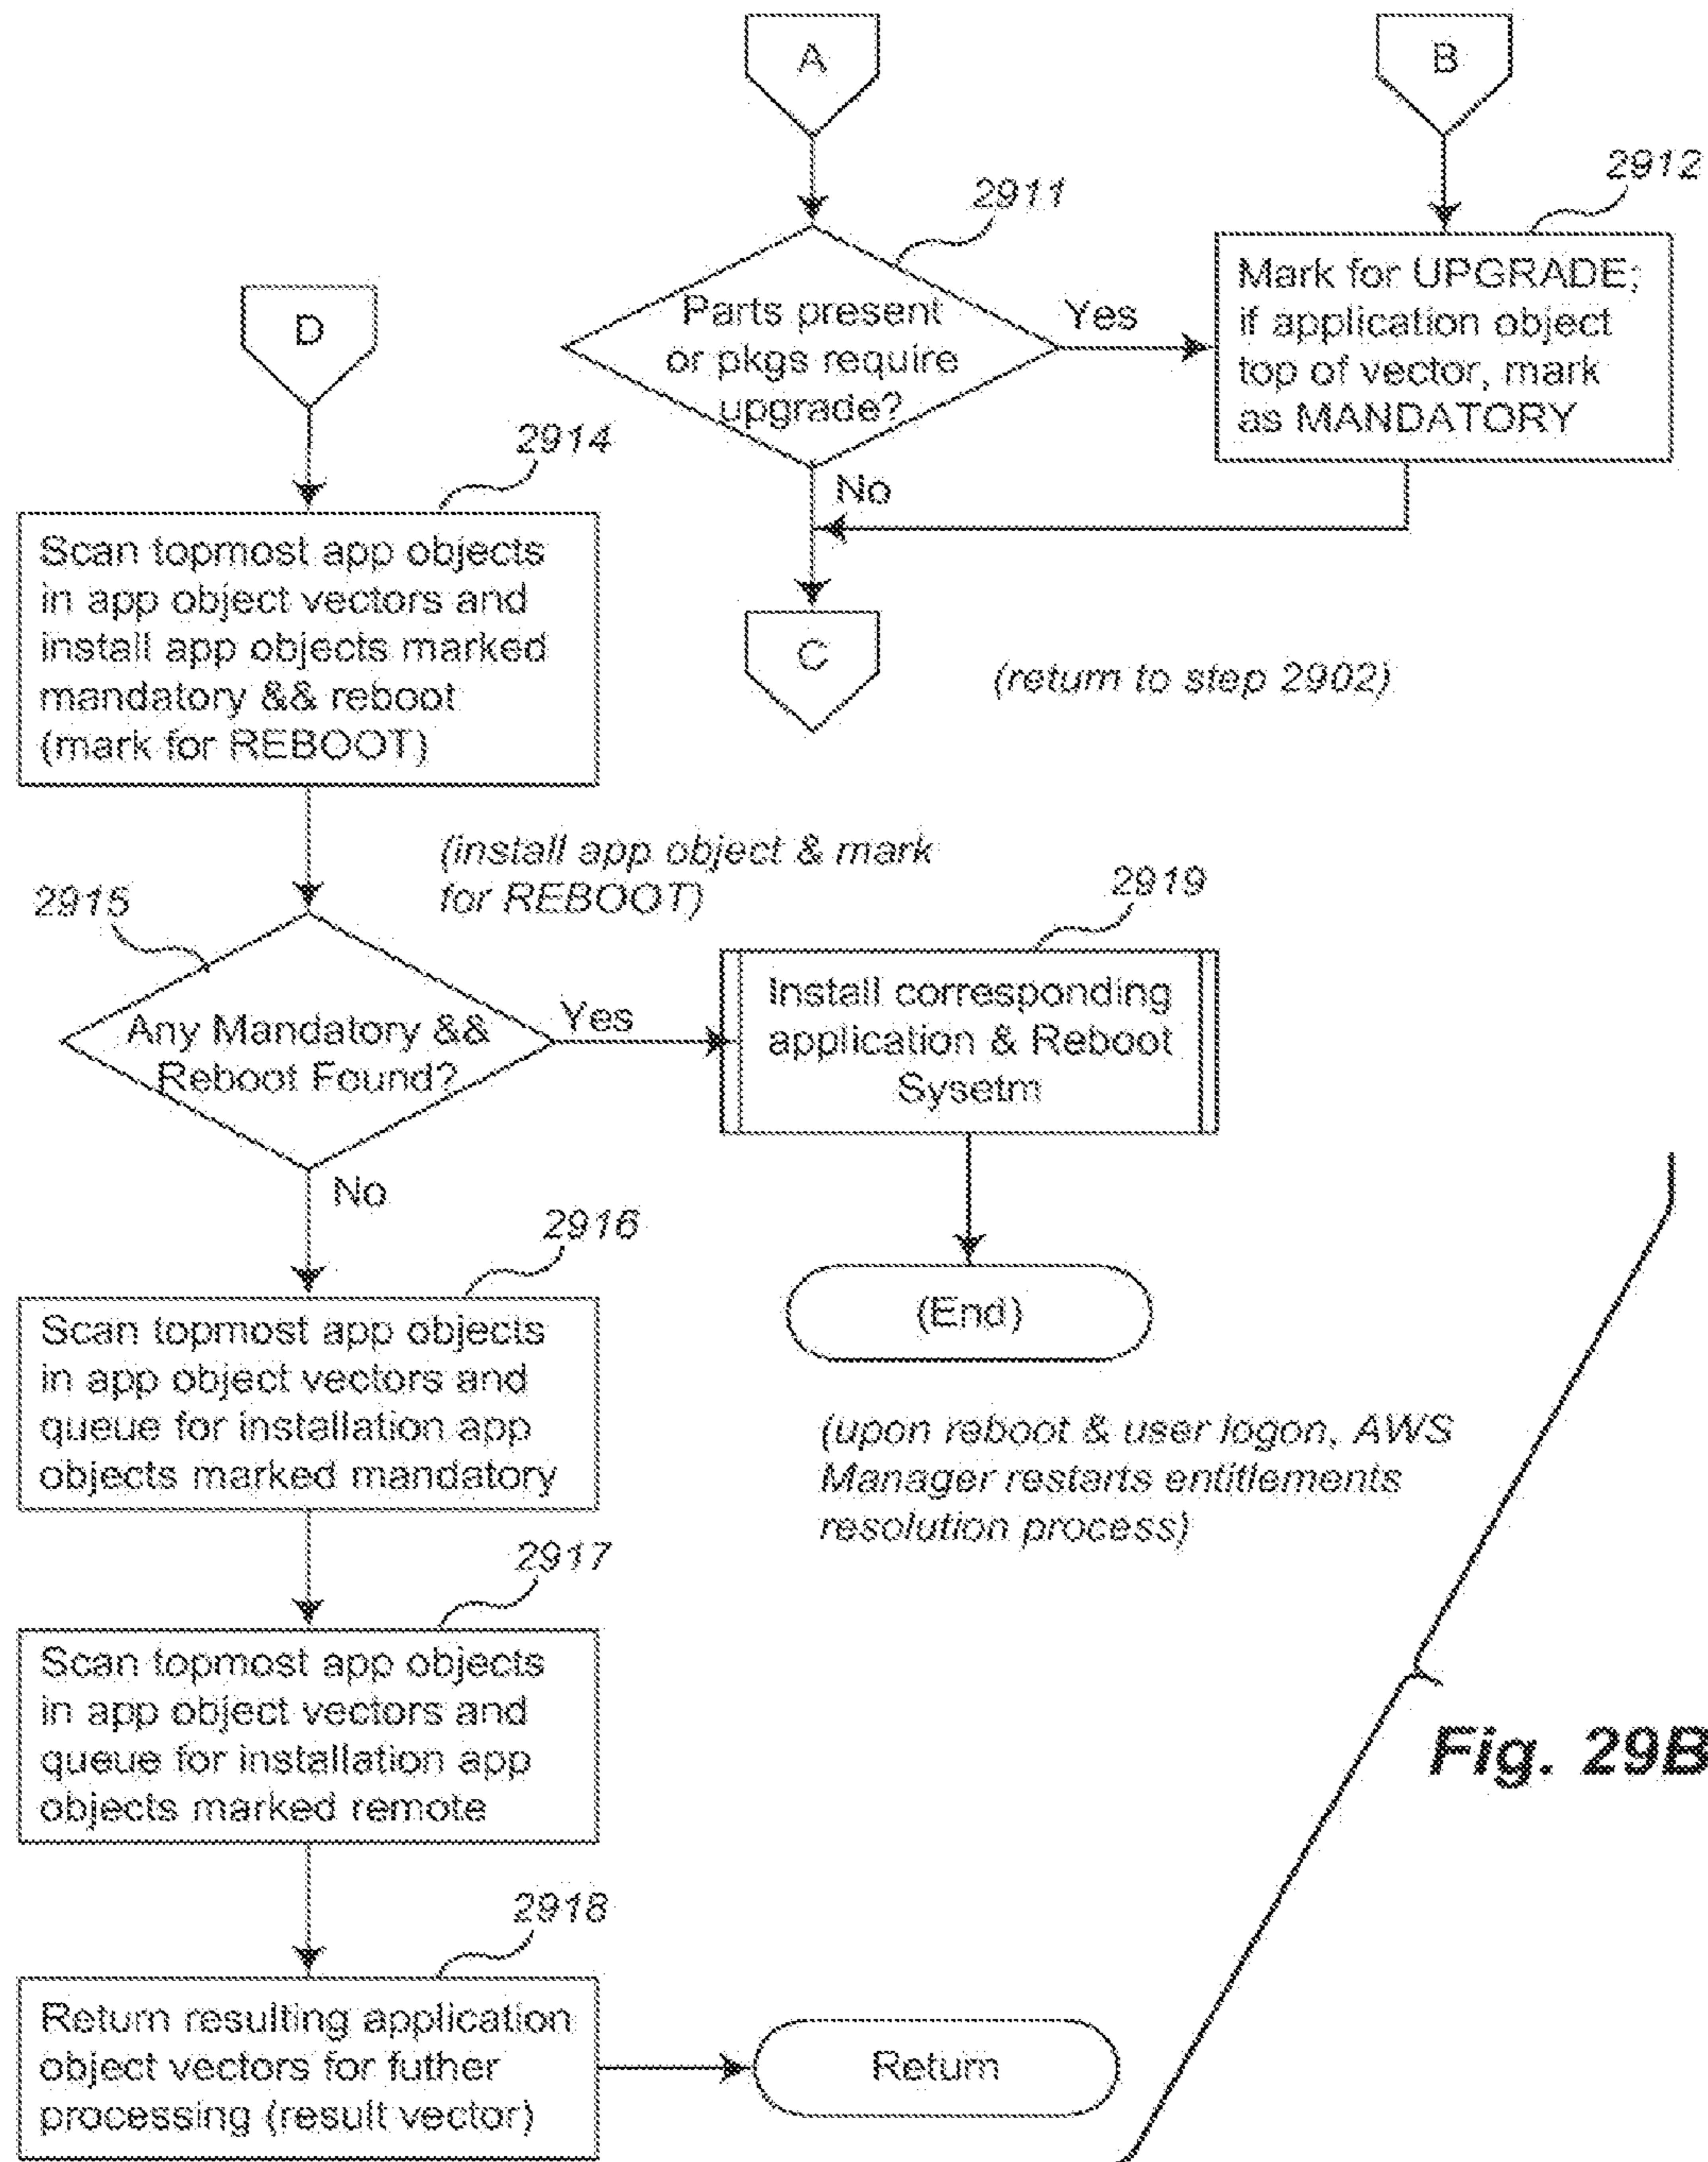 A
B
2911
2912
Parts present
or pkgs require
upgrade?
Yes
Mark for UPGRADE;
if application object
top of vector, mark
as MANDATORY
No
C
(return to step 2902)
D
2914
Scan topmost app objects
in app object vectors and
install app objects marked
mandatory && reboot
(mark for REBOOT)
(install app object & mark
for REBOOT)
2915
Any Mandatory &&
Reboot Found?
Yes
2919
Install corresponding
application & Reboot
Sysetm
(End)
(upon reboot & user logon, AWS
Manager restarts entitlements
resolution process)
No
2916
Scan topmost app objects
in app object vectors and
queue for installation app
objects marked mandatory
2917
Scan topmost app objects
in app object vectors and
queue for installation app
objects marked remote
2918
Return resulting application
object vectors for futher
processing (result vector)
Return
Fig. 29B